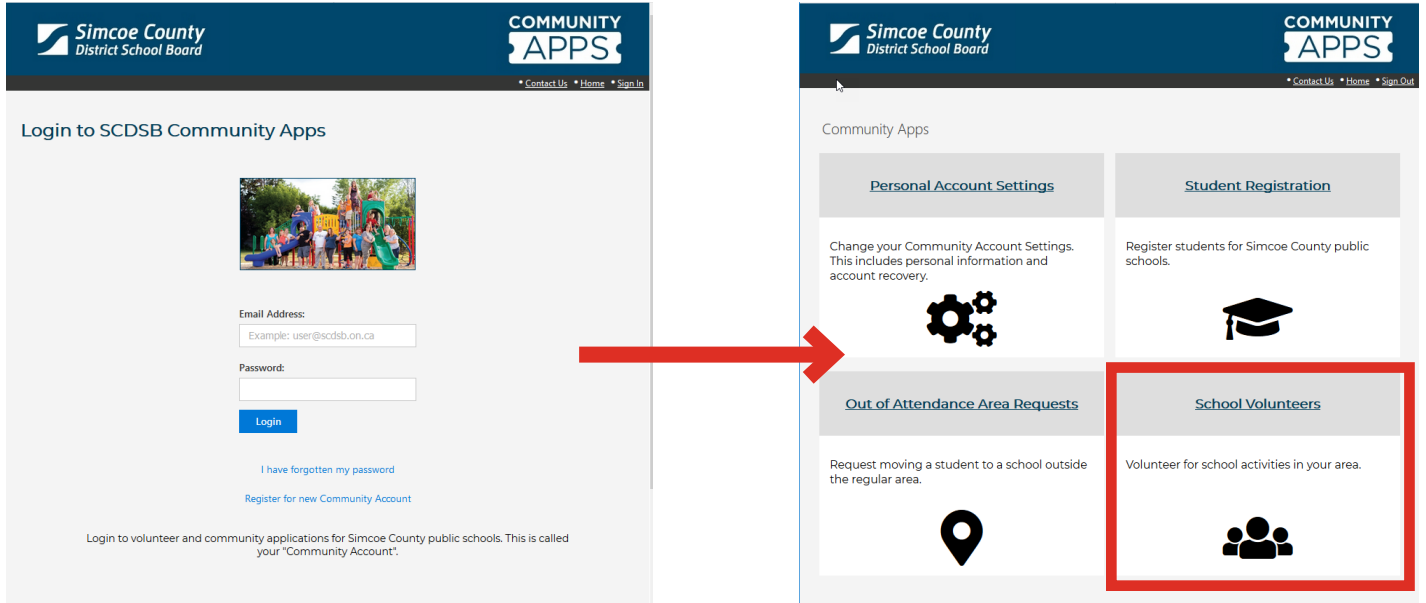 Simcoe County
District School Board
COMMUNITY
APPS
• Contact Us • Home • Sign In
Login to SCDSB Community Apps
Email Address:
Example: user@scdsb.on.ca
Password:
Login
I have forgotten my password
Register for new Community Account
Login to volunteer and community applications for Simcoe County public schools. This is called
your "Community Account".
Simcoe County
District School Board
COMMUNITY
APPS
• Contact Us • Home • Sign Out
Community Apps
Personal Account Settings
Change your Community Account Settings.
This includes personal information and
account recovery.
Student Registration
Register students for Simcoe County public
schools.
Out of Attendance Area Requests
Request moving a student to a school outside
the regular area.
School Volunteers
Volunteer for school activities in your area.